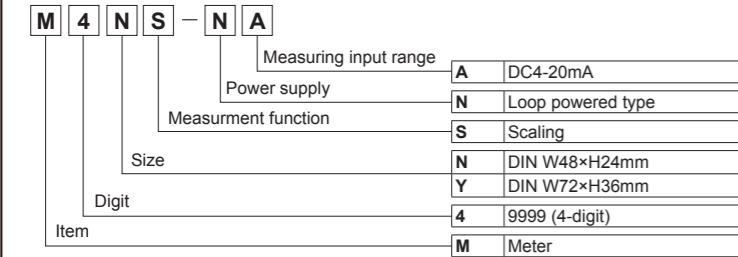 M 4 N S - N A
Measuring input range
A DC4-20mA
Power supply
N Loop powered type
Measurment function
S Scaling
Size
N DIN W48×H24mm
Y DIN W72×H36mm
Digit
4 9999 (4-digit)
Item
M Meter